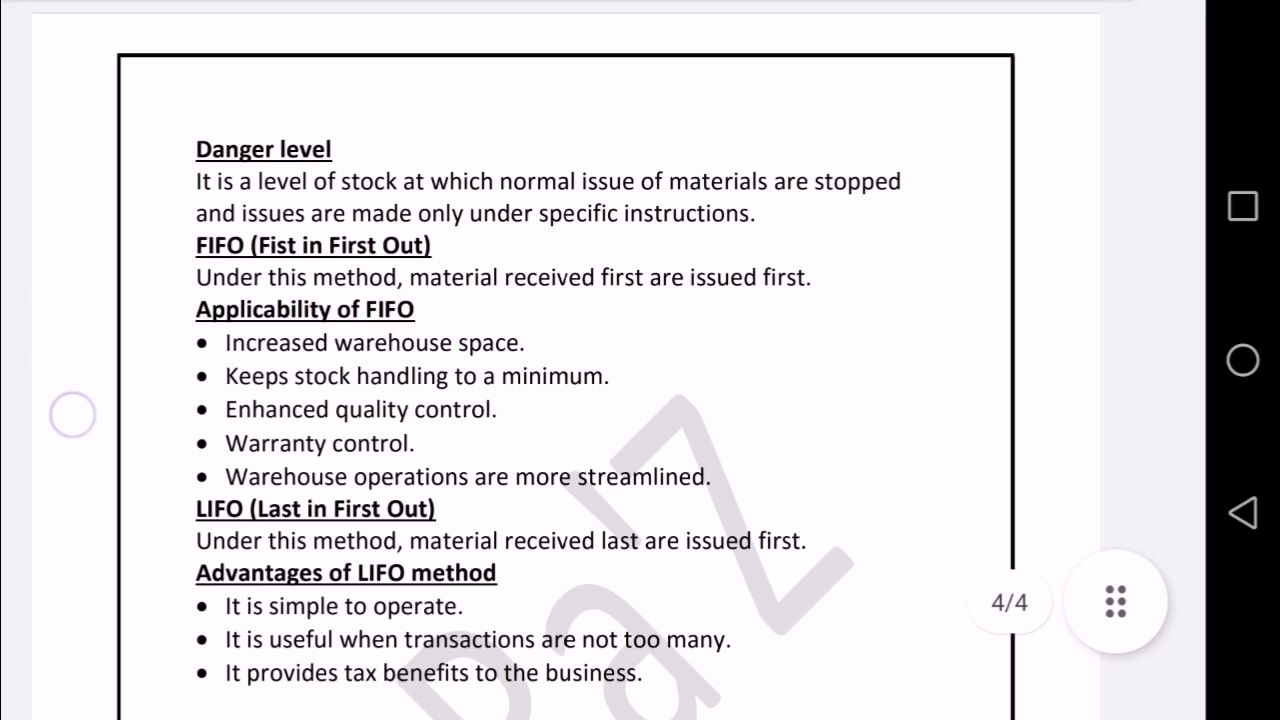 Danger level
It is a level of stock at which normal issue of materials are stopped
and issues are made only under specific instructions.
FIFO (Fist in First Out)
Under this method, material received first are issued first.
Applicability of FIFO
• Increased warehouse space.
• Keeps stock handling to a minimum.
• Enhanced quality control.
• Warranty control.
• Warehouse operations are more streamlined.
LIFO (Last in First Out)
Under this method, material received last are issued first.
Advantages of LIFO method
• It is simple to operate.
• It is useful when transactions are not too many.
• It provides tax benefits to the business.
4/4